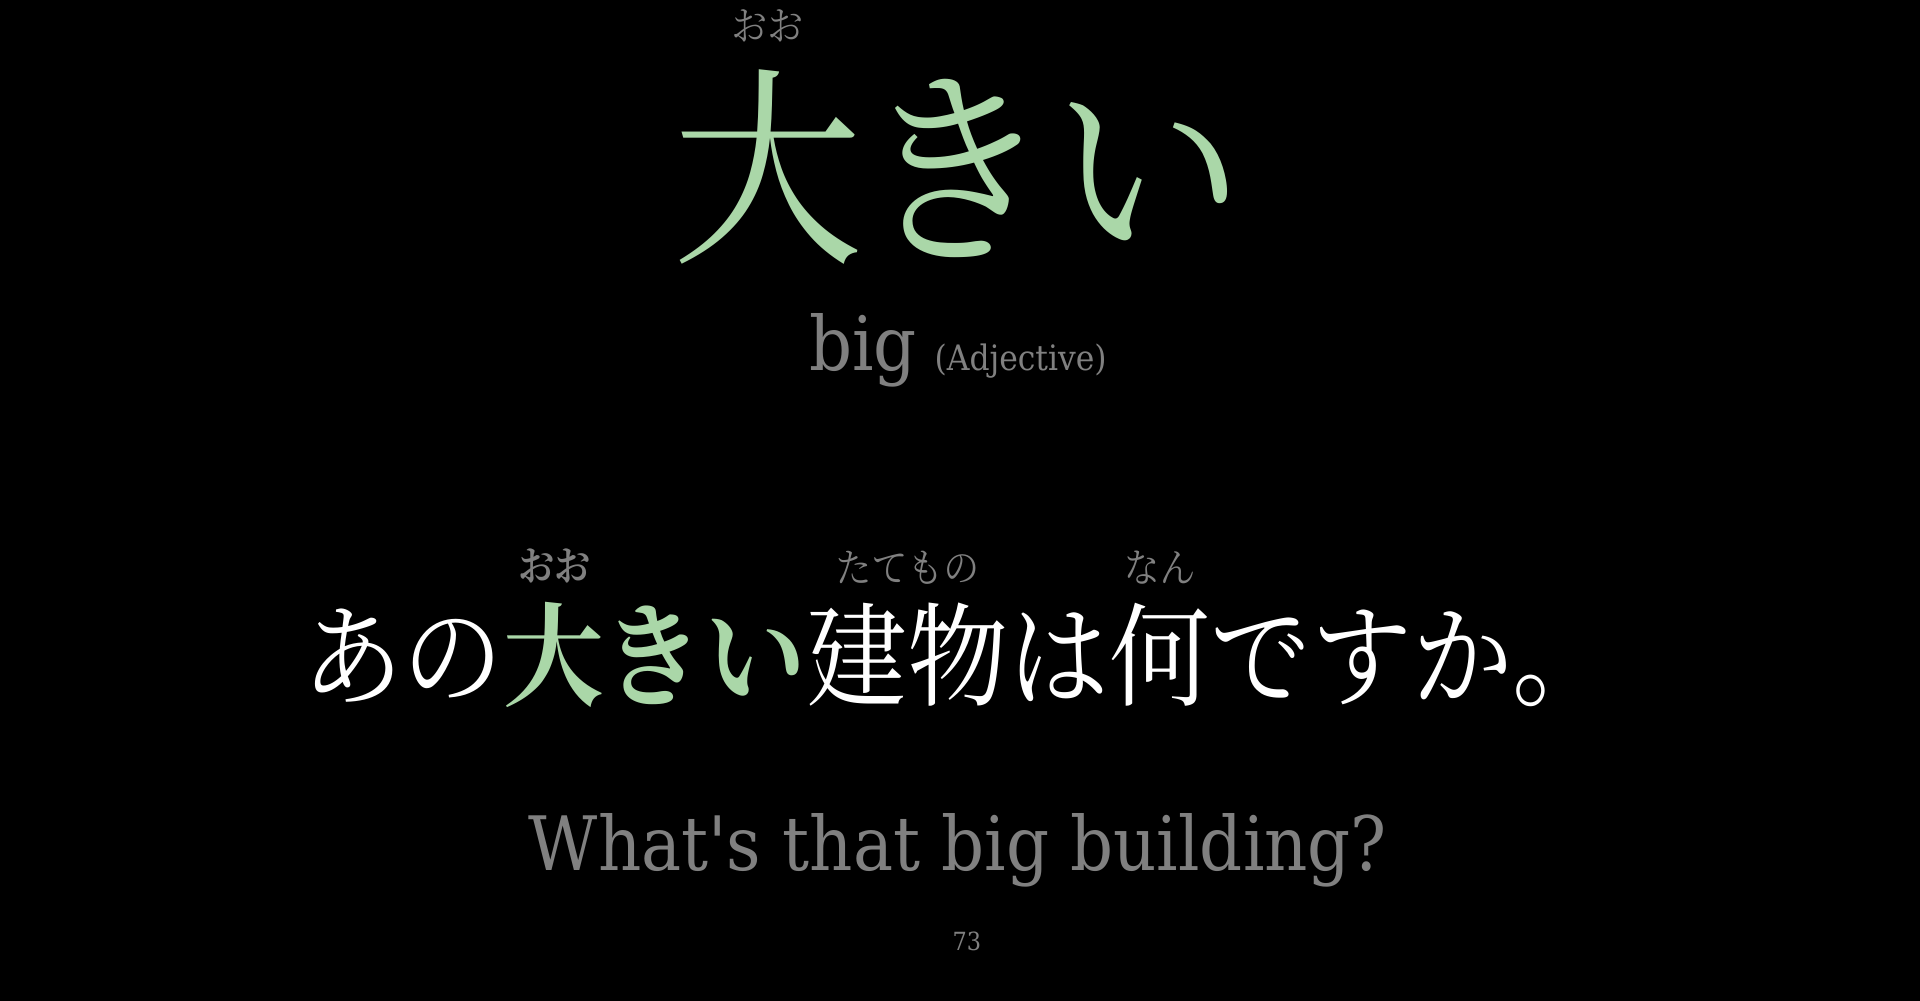 おお
大きい
big (Adjective)
おお たてもの なん
あの大きい建物は何ですか。
What's that big building?
73